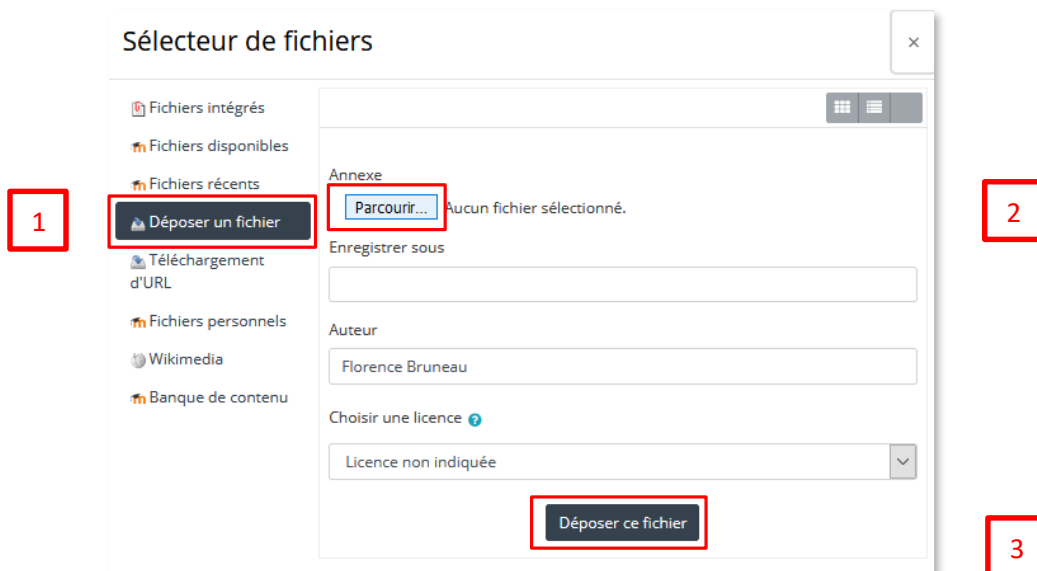 Sélecteur de fichiers
×
Fichiers intégrés
Fichiers disponibles
Fichiers récents
1
Déposer un fichier
Téléchargement
d'URL
Fichiers personnels
Wikimedia
Banque de contenu
Annexe
Parcourir... Aucun fichier sélectionné.
2
Enregistrer sous
Auteur
Florence Bruneau
Choisir une licence ?
Licence non indiquée
Déposer ce fichier
3